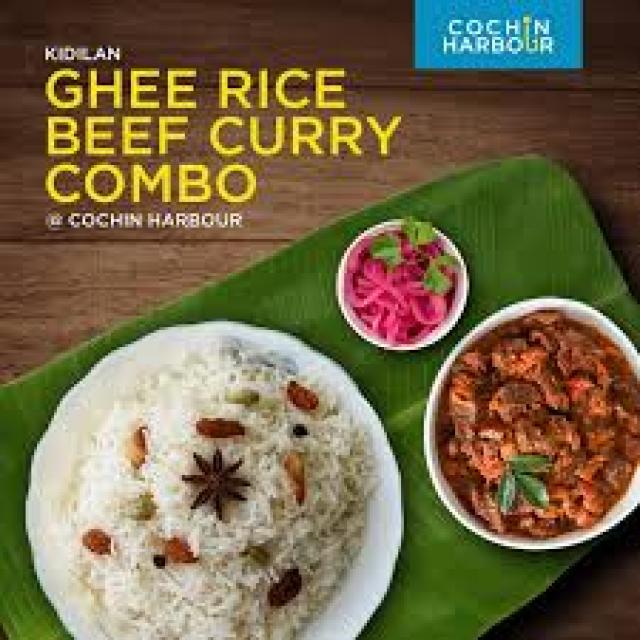 COCHIN
HARBOUR
KIDILAN
GHEE RICE
BEEF CURRY
COMBO
@ COCHIN HARBOUR